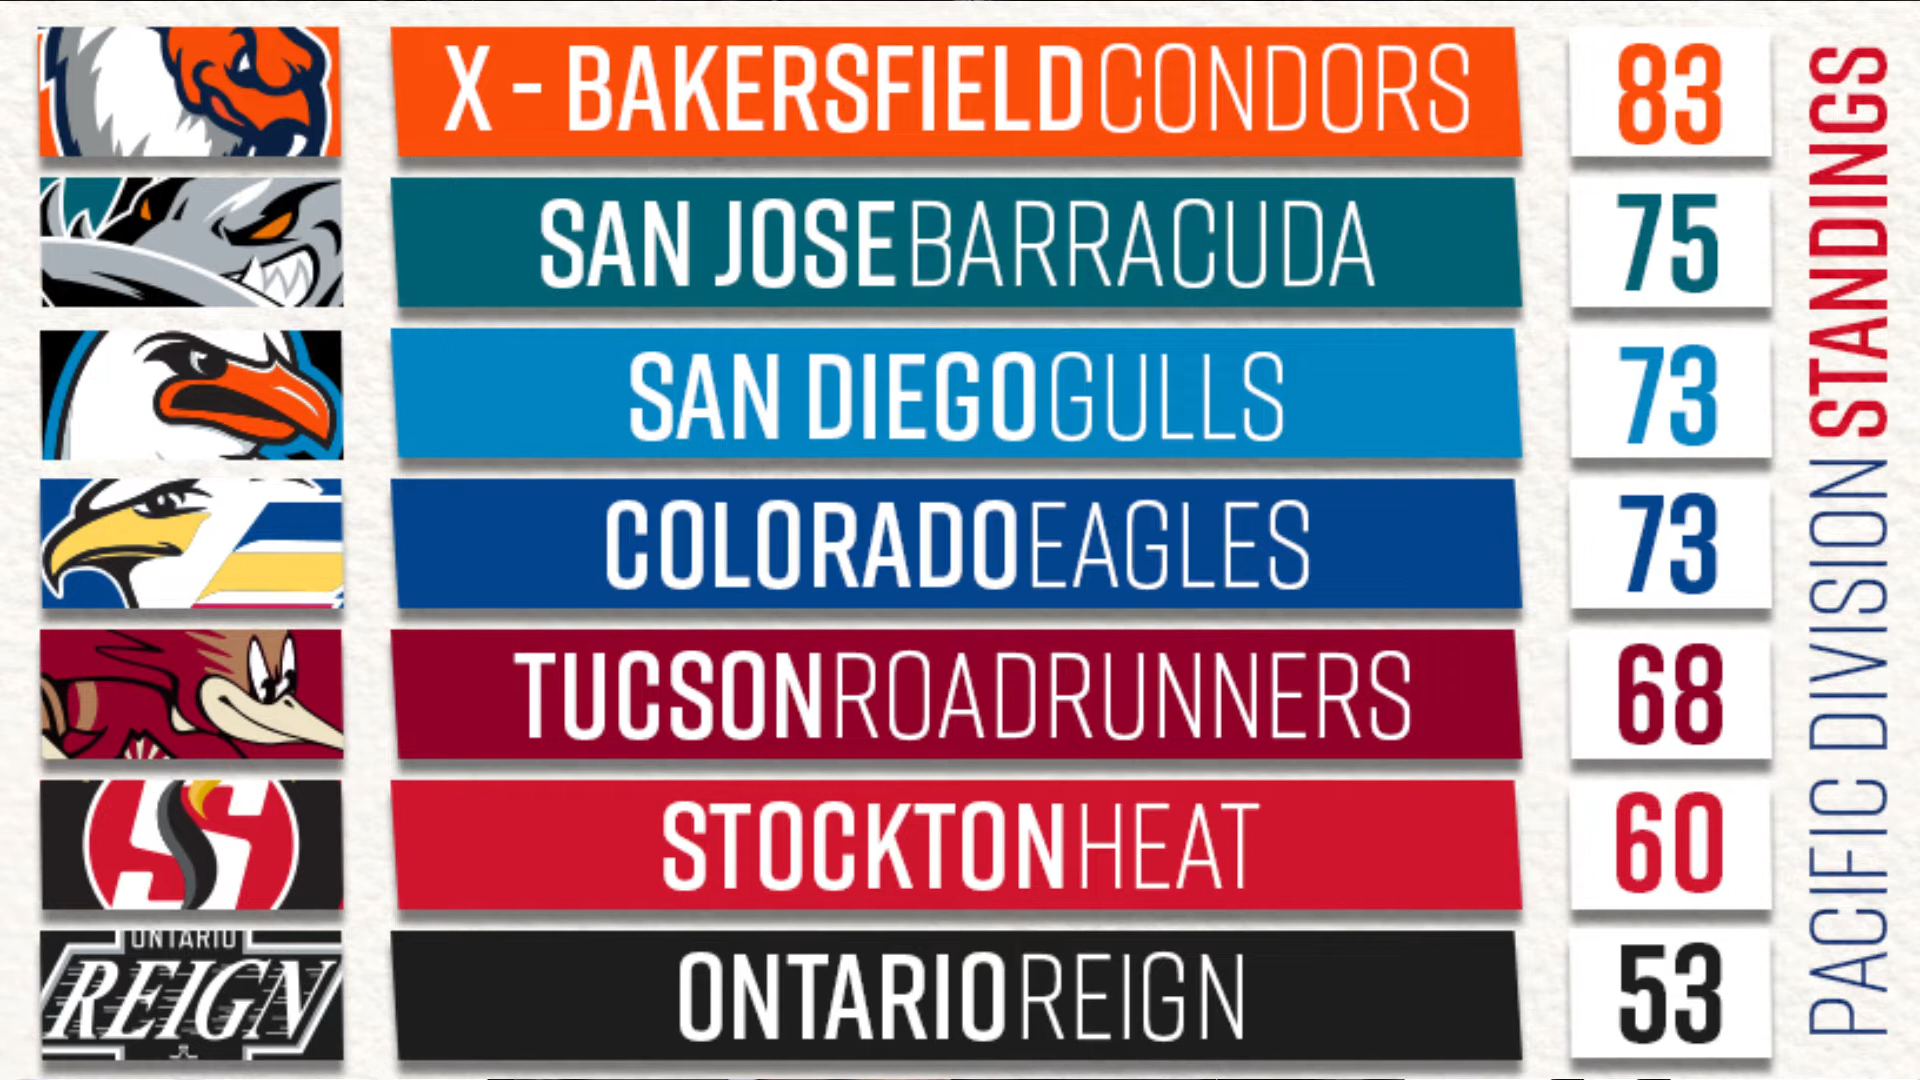 X - BAKERSFIELD CONDORS 83
SAN JOSE BARRACUDA 75
SAN DIEGO GULLS 73
COLORADO EAGLES 73
TUCSON ROADRUNNERS 68
S
STOCKTON HEAT 60
ONTARIO
REIGN
ONTARIO REIGN 53
PACIFIC DIVISION STANDINGS